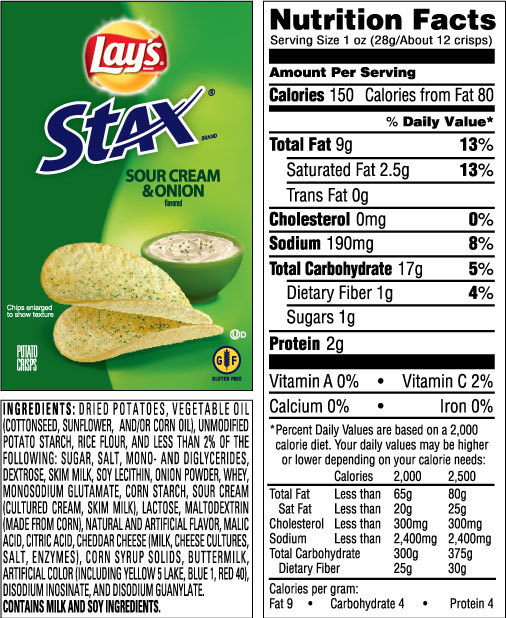 Lay's
BRAND
STAX®
BRAND
SOUR CREAM
& ONION
flavored
Chips enlarged
to show texture
U D
POTATO
CRISPS
GF
GLUTEN FREE
INGREDIENTS: DRIED POTATOES, VEGETABLE OIL
(COTTONSEED, SUNFLOWER, AND/OR CORN OIL), UNMODIFIED
POTATO STARCH, RICE FLOUR, AND LESS THAN 2% OF THE
FOLLOWING: SUGAR, SALT, MONO- AND DIGLYCERIDES,
DEXTROSE, SKIM MILK, SOY LECITHIN, ONION POWDER, WHEY,
MONOSODIUM GLUTAMATE, CORN STARCH, SOUR CREAM
(CULTURED CREAM, SKIM MILK), LACTOSE, MALTODEXTRIN
(MADE FROM CORN), NATURAL AND ARTIFICIAL FLAVOR, MALIC
ACID, CITRIC ACID, CHEDDAR CHEESE (MILK, CHEESE CULTURES,
SALT, ENZYMES), CORN SYRUP SOLIDS, BUTTERMILK,
ARTIFICIAL COLOR (INCLUDING YELLOW 5 LAKE, BLUE 1, RED 40),
DISODIUM INOSINATE, AND DISODIUM GUANYLATE.
CONTAINS MILK AND SOY INGREDIENTS.
Nutrition Facts
Serving Size 1 oz (28g/About 12 crisps)
Amount Per Serving
Calories 150 Calories from Fat 80
% Daily Value*
Total Fat 9g 13%
Saturated Fat 2.5g 13%
Trans Fat 0g
Cholesterol 0mg 0%
Sodium 190mg 8%
Total Carbohydrate 17g 5%
Dietary Fiber 1g 4%
Sugars 1g
Protein 2g
Vitamin A 0% • Vitamin C 2%
Calcium 0% • Iron 0%
*Percent Daily Values are based on a 2,000
calorie diet. Your daily values may be higher
or lower depending on your calorie needs:
Calories 2,000 2,500
Total Fat Less than 65g 80g
Sat Fat Less than 20g 25g
Cholesterol Less than 300mg 300mg
Sodium Less than 2,400mg 2,400mg
Total Carbohydrate 300g 375g
Dietary Fiber 25g 30g
Calories per gram:
Fat 9 • Carbohydrate 4 • Protein 4